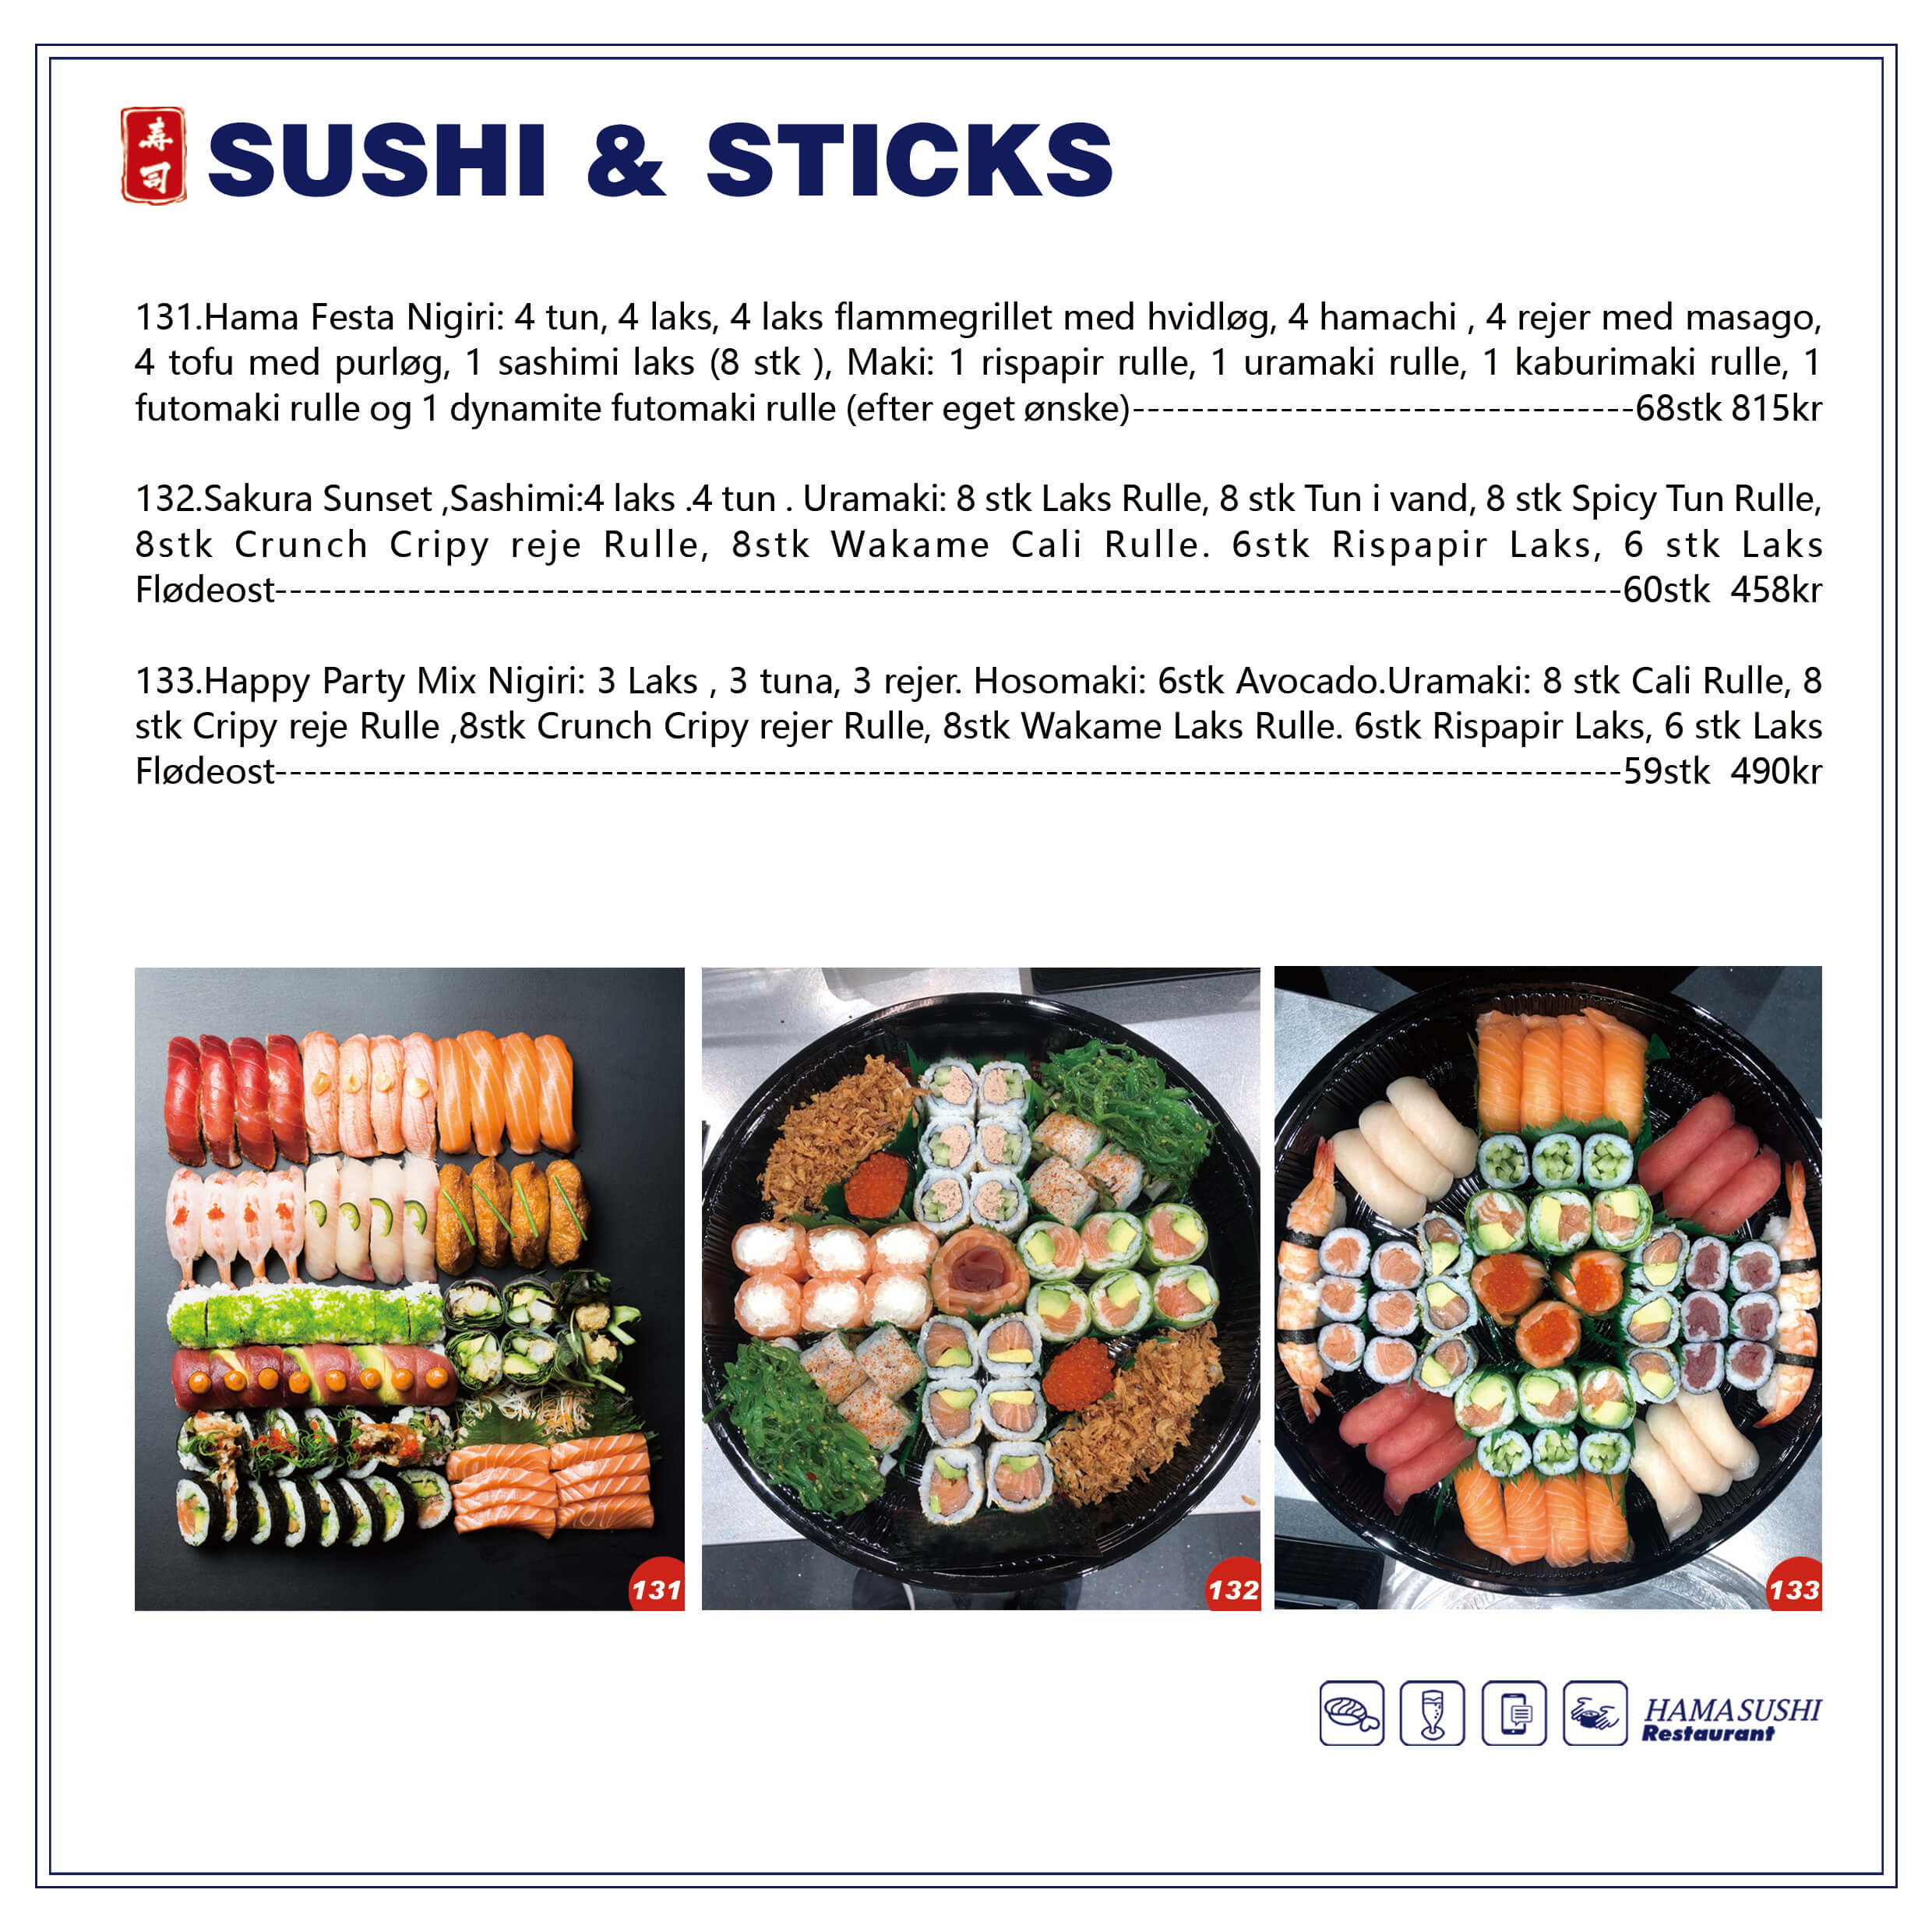 寿司
SUSHI & STICKS
131.Hama Festa Nigiri: 4 tun, 4 laks, 4 laks flammegrillet med hvidløg, 4 hamachi , 4 rejer med masago,
4 tofu med purløg, 1 sashimi laks (8 stk ), Maki: 1 rispapir rulle, 1 uramaki rulle, 1 kaburimaki rulle, 1
futomaki rulle og 1 dynamite futomaki rulle (efter eget ønske)----------------------------------68stk 815kr
132.Sakura Sunset ,Sashimi:4 laks .4 tun . Uramaki: 8 stk Laks Rulle, 8 stk Tun i vand, 8 stk Spicy Tun Rulle,
8stk Crunch Cripy reje Rulle, 8stk Wakame Cali Rulle. 6stk Rispapir Laks, 6 stk Laks
Flødeost--------------------------------------------------------------------------------------------60stk 458kr
133.Happy Party Mix Nigiri: 3 Laks , 3 tuna, 3 rejer. Hosomaki: 6stk Avocado.Uramaki: 8 stk Cali Rulle, 8
stk Cripy reje Rulle ,8stk Crunch Cripy rejer Rulle, 8stk Wakame Laks Rulle. 6stk Rispapir Laks, 6 stk Laks
Flødeost--------------------------------------------------------------------------------------------59stk 490kr
131
132
133
HAMASUSHI
Restaurant